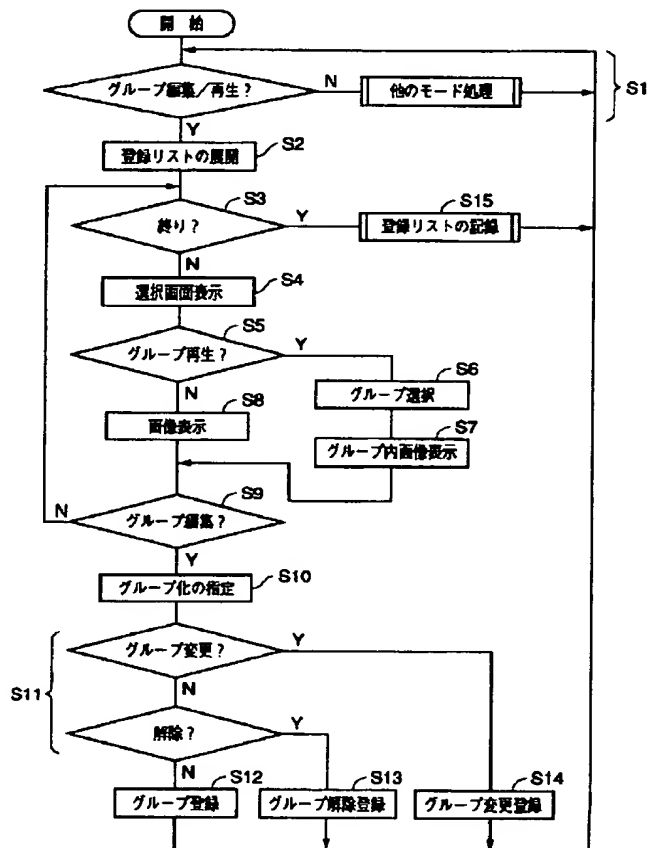 開始
グループ編集/再生?
N
他のモード処理
S1
Y
登録リストの展開
S2
S3
終り?
Y
S15
登録リストの記録
N
S4
選択画面表示
S5
グループ再生?
Y
S6
グループ選択
N
S8
画像表示
S7
グループ内画像表示
S9
N
グループ編集?
Y
S10
グループ化の指定
グループ変更?
Y
S11
N
解除?
Y
N
S12
グループ登録
S13
グループ解除登録
S14
グループ変更登録